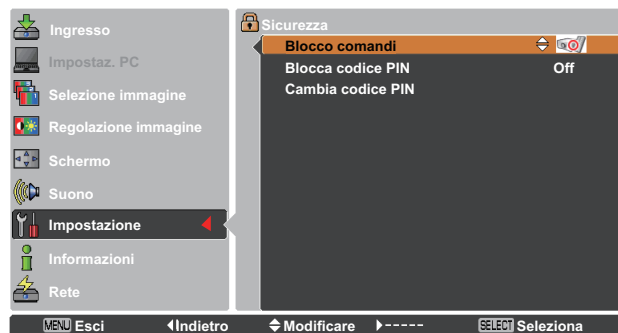 Ingresso
Impostaz. PC
Selezione immagine
Regolazione immagine
Schermo
Suono
Impostazione
Informazioni
Rete
Sicurezza
Blocco comandi
Blocca codice PIN Off
Cambia codice PIN
MENU Esci Indietro Modificare ----- SELECT Seleziona